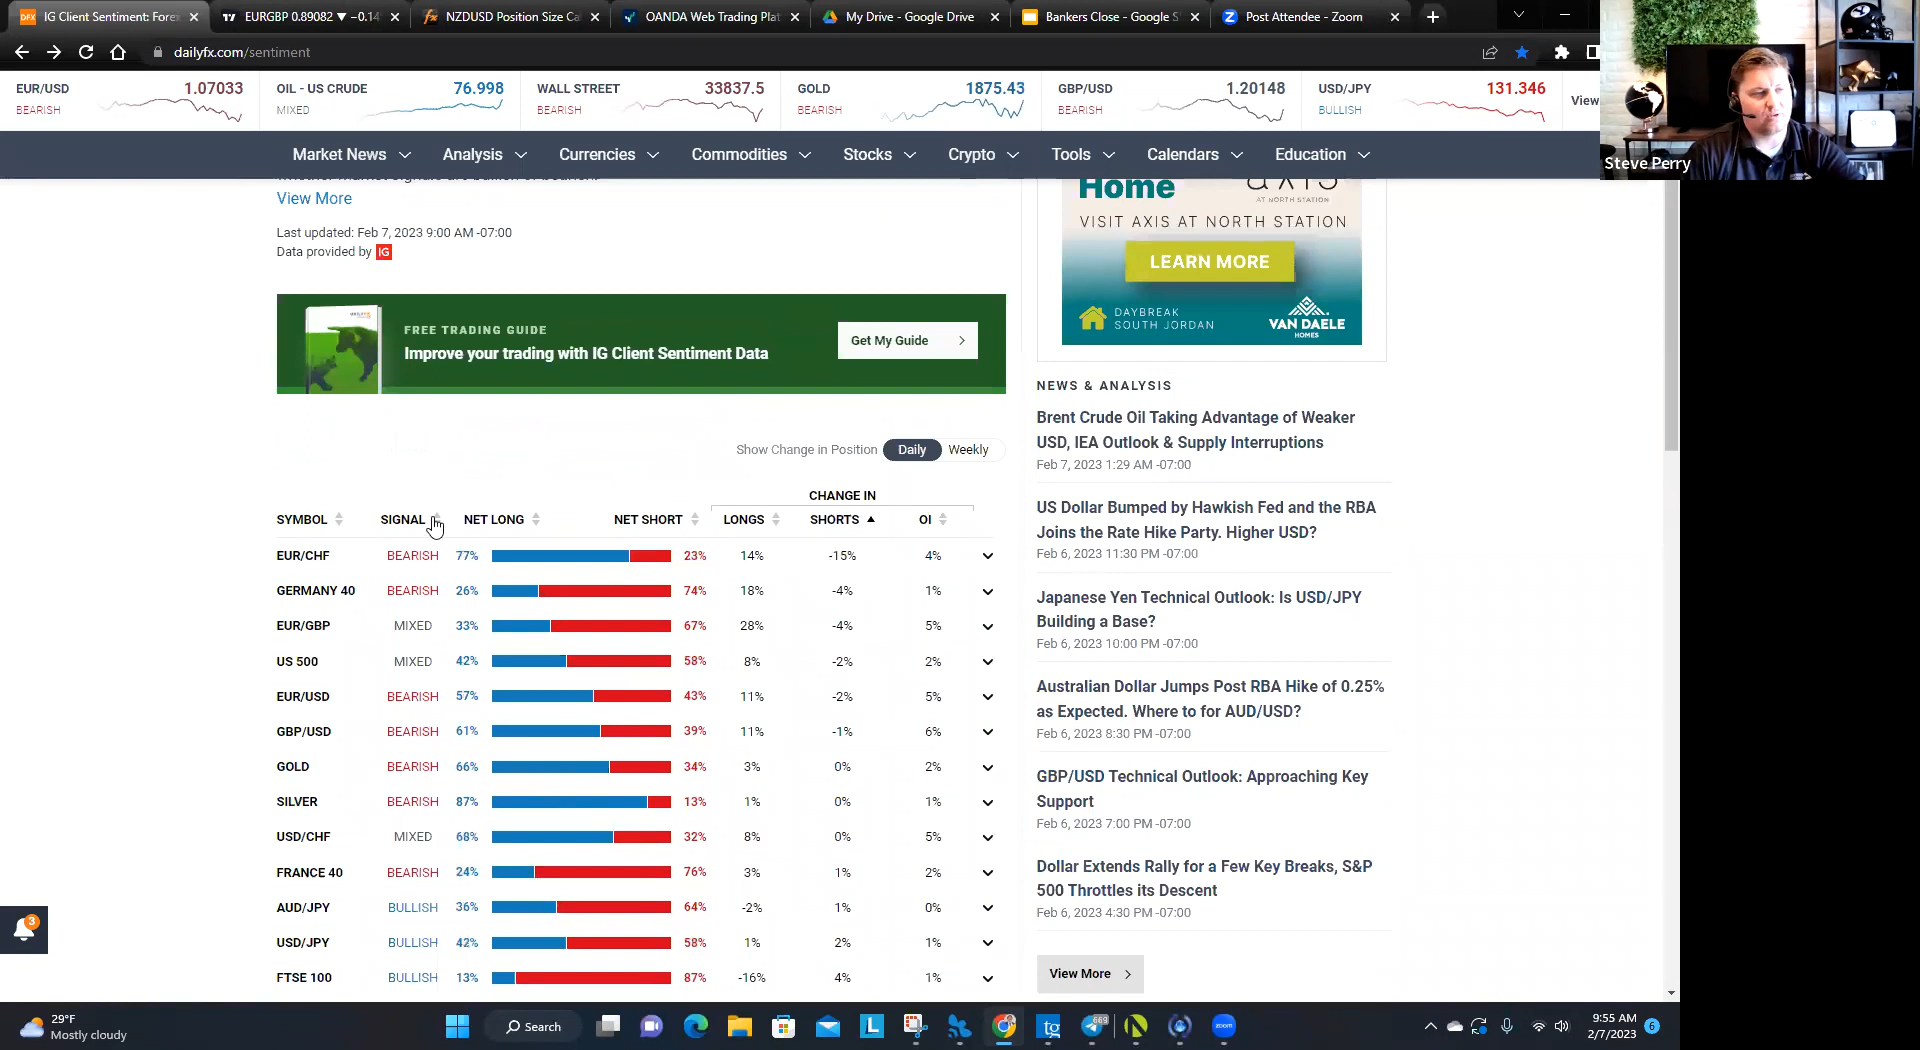 IG Client Sentiment: Forex
EURGBP 0.89082 ▼ −0.14
NZDUSD Position Size Ca
OANDA Web Trading Plat
My Drive - Google Drive
Bankers Close - Google S
Post Attendee - Zoom
dailyfx.com/sentiment
EUR/USD 1.07033
BEARISH
OIL - US CRUDE 76.998
MIXED
WALL STREET 33837.5
BEARISH
GOLD 1875.43
BEARISH
GBP/USD 1.20148
BEARISH
USD/JPY 131.346
BULLISH
View
Steve Perry
Market News Analysis Currencies Commodities Stocks Crypto Tools Calendars Education
View More
Last updated: Feb 7, 2023 9:00 AM -07:00
Data provided by IG
FREE TRADING GUIDE
Improve your trading with IG Client Sentiment Data
Get My Guide
Show Change in Position Daily Weekly
CHANGE IN
SYMBOL SIGNAL NET LONG NET SHORT LONGS SHORTS OI
EUR/CHF BEARISH 77% 23% 14% -15% 4%
GERMANY 40 BEARISH 26% 74% 18% -4% 1%
EUR/GBP MIXED 33% 67% 28% -4% 5%
US 500 MIXED 42% 58% 8% -2% 2%
EUR/USD BEARISH 57% 43% 11% -2% 5%
GBP/USD BEARISH 61% 39% 11% -1% 6%
GOLD BEARISH 66% 34% 3% 0% 2%
SILVER BEARISH 87% 13% 1% 0% 1%
USD/CHF MIXED 68% 32% 8% 0% 5%
FRANCE 40 BEARISH 24% 76% 3% 1% 2%
AUD/JPY BULLISH 36% 64% -2% 1% 0%
USD/JPY BULLISH 42% 58% 1% 2% 1%
FTSE 100 BULLISH 13% 87% -16% 4% 1%
Home
AT NORTH STATION
VISIT AXIS AT NORTH STATION
LEARN MORE
DAYBREAK
SOUTH JORDAN
VAN DAELE
HOMES
NEWS & ANALYSIS
Brent Crude Oil Taking Advantage of Weaker
USD, IEA Outlook & Supply Interruptions
Feb 7, 2023 1:29 AM -07:00
US Dollar Bumped by Hawkish Fed and the RBA
Joins the Rate Hike Party. Higher USD?
Feb 6, 2023 11:30 PM -07:00
Japanese Yen Technical Outlook: Is USD/JPY
Building a Base?
Feb 6, 2023 10:00 PM -07:00
Australian Dollar Jumps Post RBA Hike of 0.25%
as Expected. Where to for AUD/USD?
Feb 6, 2023 8:30 PM -07:00
GBP/USD Technical Outlook: Approaching Key
Support
Feb 6, 2023 7:00 PM -07:00
Dollar Extends Rally for a Few Key Breaks, S&P
500 Throttles its Descent
Feb 6, 2023 4:30 PM -07:00
View More
3
29°F
Mostly cloudy
Search
669
9:55 AM
2/7/2023
6